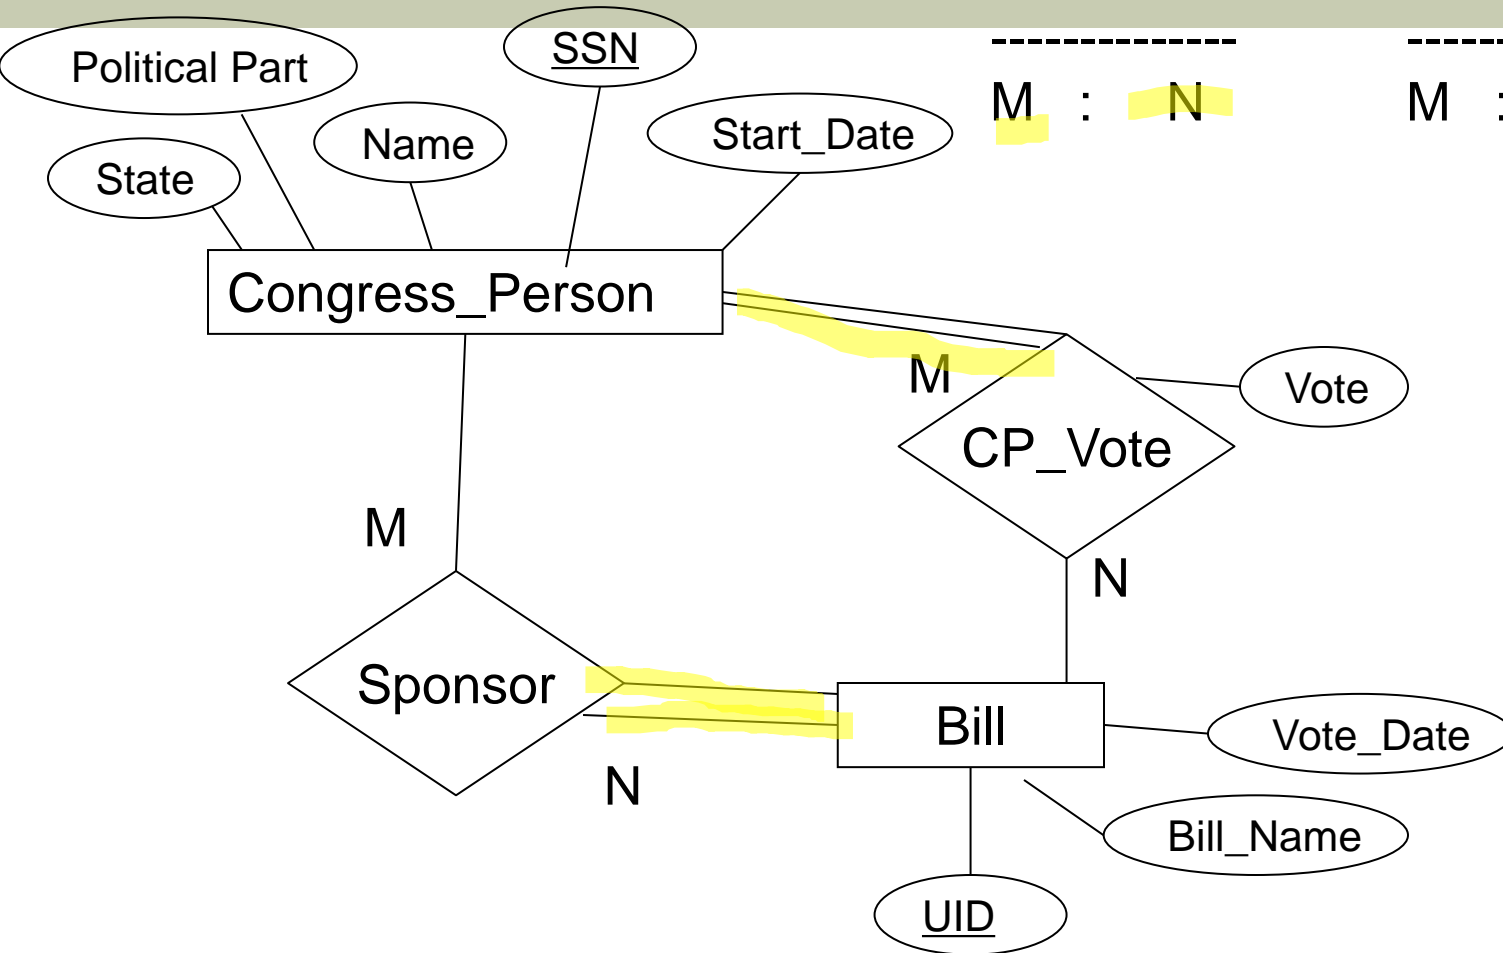 SSN
Political Part
Start_Date
Name
State
M : N
M :
Congress_Person
M
Vote
CP_Vote
M
N
Sponsor
Bill
Vote_Date
N
Bill_Name
UID